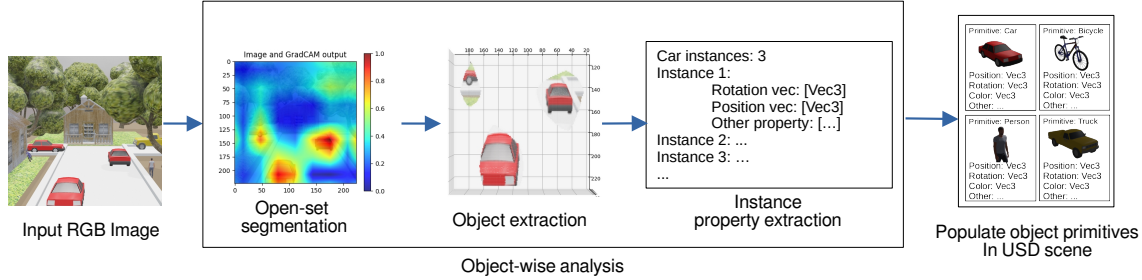 Image and GradCAM output
0
25
50
75
100
125
150
175
200
0 50 100 150 200
1.0
0.8
0.6
0.4
0.2
0.0
180 160 140 120 100 80 60 40 20
110
120
140
160
180
200
220
Car instances: 3
Instance 1:
Rotation vec: [Vec3]
Position vec: [Vec3]
Other property: [...]
Instance 2: ...
Instance 3: ...
...
Primitive: Car
Position: Vec3
Rotation: Vec3
Color: Vec3
Other: ...
Primitive: Bicycle
Position: Vec3
Rotation: Vec3
Color: Vec3
Other: ...
Primitive: Person
Position: Vec3
Rotation: Vec3
Color: Vec3
Other: ...
Primitive: Truck
Position: Vec3
Rotation: Vec3
Color: Vec3
Other: ...
Input RGB Image
Open-set
segmentation
Object extraction
Instance
property extraction
Populate object primitives
In USD scene
Object-wise analysis